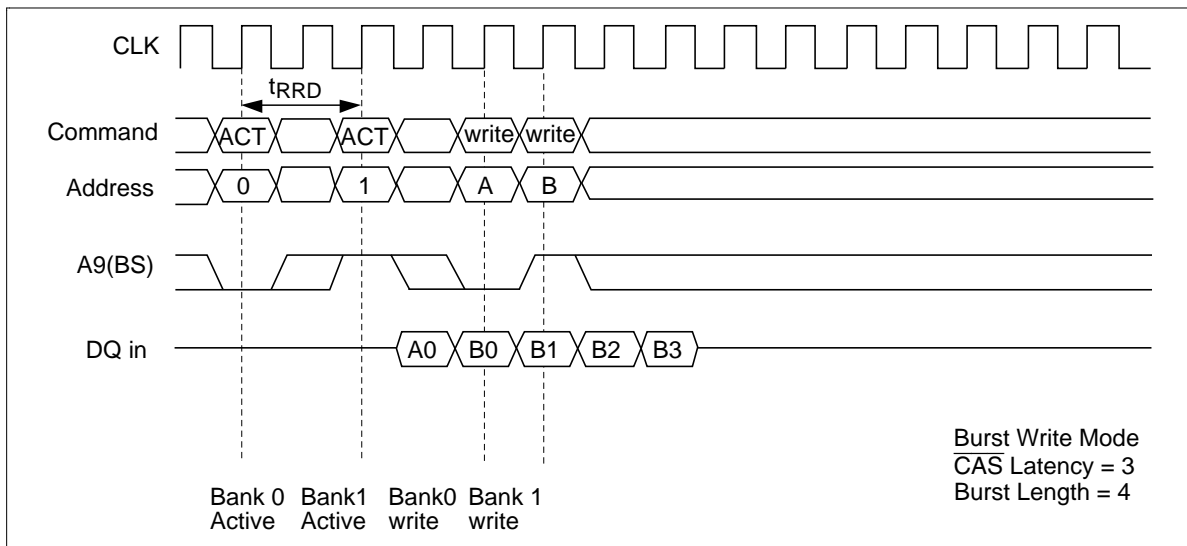 CLK
tRRD
Command ACT ACT write write
Address 0 1 A B
A9(BS)
DQ in A0 B0 B1 B2 B3
Burst Write Mode
CAS Latency = 3
Burst Length = 4
Bank 0 Bank1 Bank0 Bank 1
Active Active write write